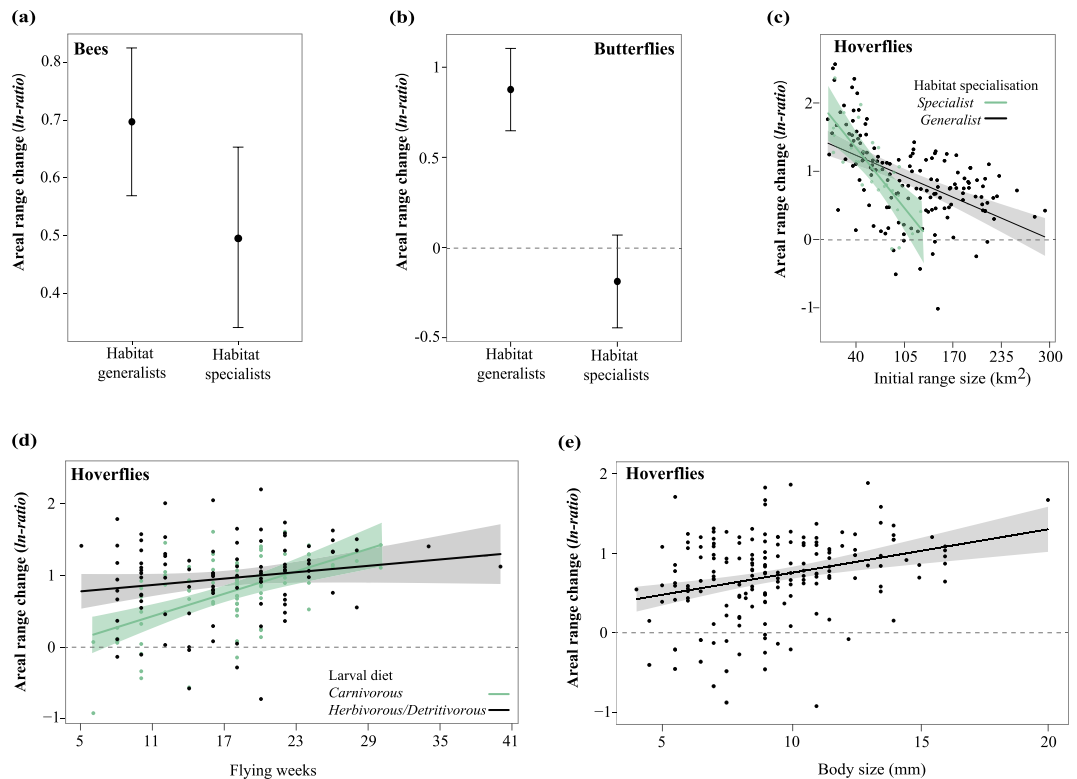 (a)
Bees
Areal range change (ln-ratio)
0.8
0.7
0.6
0.5
0.4
Habitat generalists
Habitat specialists
(b)
Butterflies
Areal range change (ln-ratio)
1
0.5
0
-0.5
Habitat generalists
Habitat specialists
(c)
Hoverflies
Habitat specialisation
Specialist
Generalist
Areal range change (ln-ratio)
2
1
0
-1
40 105 170 235 300
Initial range size (km2)
(d)
Hoverflies
Areal range change (ln-ratio)
2
1
0
−1
Larval diet
Carnivorous
Herbivorous/Detritivorous
5 11 17 23 29 35 41
Flying weeks
(e)
Hoverflies
Areal range change (ln-ratio)
2
1
0
−1
5 10 15 20
Body size (mm)